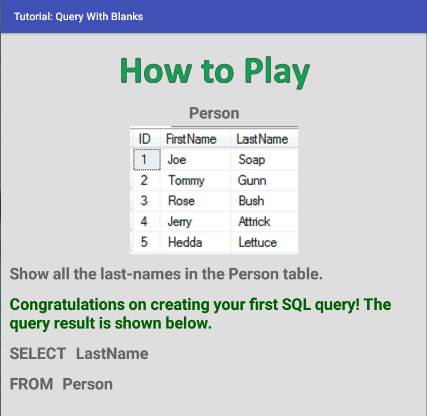 Tutorial: Query With Blanks
How to Play
Person
ID FirstName LastName
1 Joe Soap
2 Tommy Gunn
3 Rose Bush
4 Jerry Attrick
5 Hedda Lettuce
Show all the last-names in the Person table.
Congratulations on creating your first SQL query! The
query result is shown below.
SELECT LastName
FROM Person